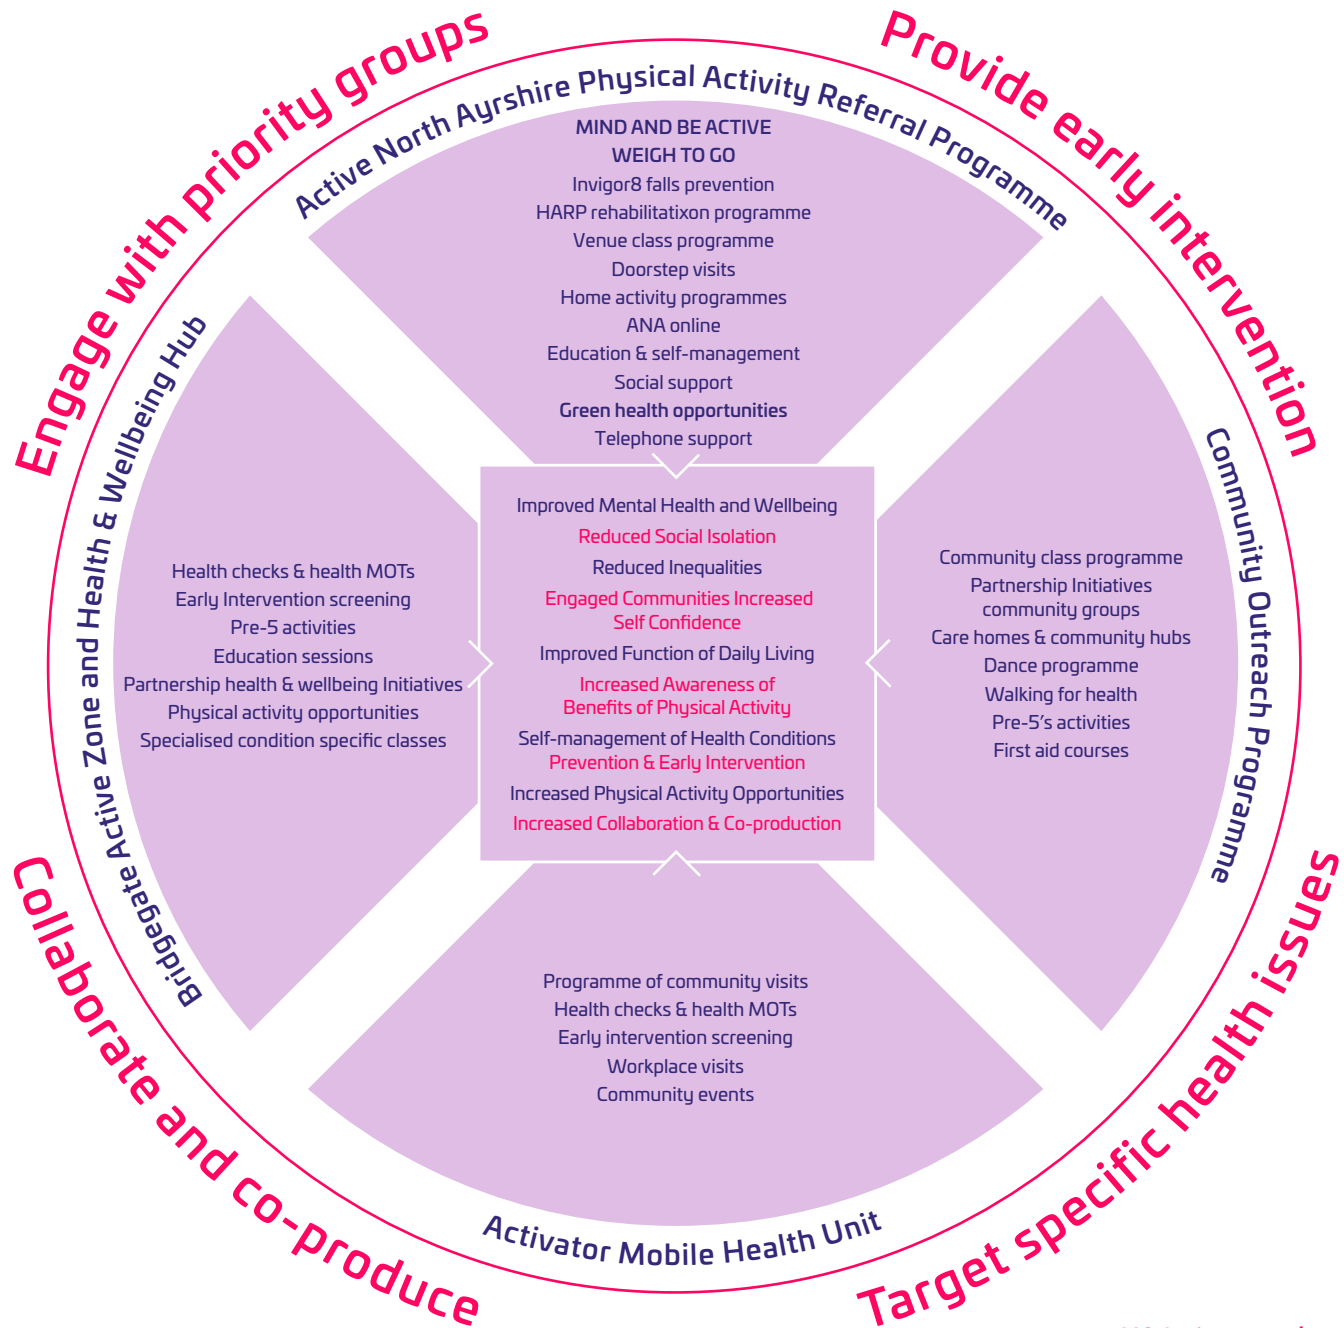 Engage with priority groups
Provide early intervention
Active North Ayrshire Physical Activity Referral Programme
MIND AND BE ACTIVE
WEIGH TO GO
Invigor8 falls prevention
HARP rehabilitatixon programme
Venue class programme
Doorstep visits
Home activity programmes
ANA online
Education & self-management
Social support
Green health opportunities
Telephone support
Bridgegate Active Zone and Health & Wellbeing Hub
Health checks & health MOTs
Early Intervention screening
Pre-5 activities
Education sessions
Partnership health & wellbeing Initiatives
Physical activity opportunities
Specialised condition specific classes
Improved Mental Health and Wellbeing
Reduced Social Isolation
Reduced Inequalities
Engaged Communities Increased
Self Confidence
Improved Function of Daily Living
Increased Awareness of
Benefits of Physical Activity
Self-management of Health Conditions
Prevention & Early Intervention
Increased Physical Activity Opportunities
Increased Collaboration & Co-production
Community Outreach Programme
Community class programme
Partnership Initiatives
community groups
Care homes & community hubs
Dance programme
Walking for health
Pre-5's activities
First aid courses
Programme of community visits
Health checks & health MOTs
Early intervention screening
Workplace visits
Community events
Activator Mobile Health Unit
Collaborate and co-produce
Target specific health issues